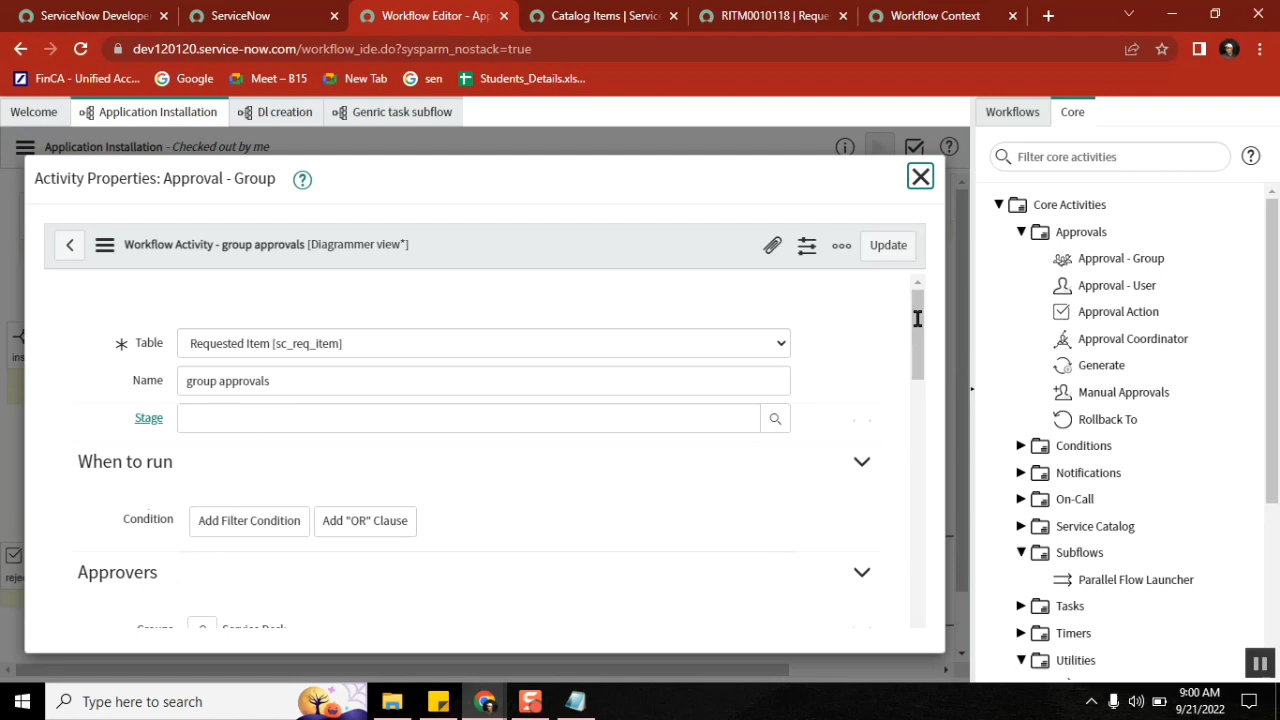 ServiceNow Develope
ServiceNow
Workflow Editor - Ap
Catalog Items | Service
RITM0010118 | Reque
Workflow Context
dev120120.service-now.com/workflow_ide.do?sysparm_nostack=true
FinCA - Unified Acc...
Google
Meet – B15
New Tab
sen
Students_Details.xls...
Welcome
Application Installation
Dl creation
Genric task subflow
Workflows
Core
Application Installation - Checked out by me
Filter core activities
Activity Properties: Approval - Group
Workflow Activity - group approvals [Diagrammer view*]
Update
Table
Requested Item [sc_req_item]
Name
group approvals
Stage
When to run
Condition
Add Filter Condition
Add "OR" Clause
Approvers
Core Activities
Approvals
Approval - Group
Approval - User
Approval Action
Approval Coordinator
Generate
Manual Approvals
Rollback To
Conditions
Notifications
On-Call
Service Catalog
Subflows
Parallel Flow Launcher
Tasks
Timers
Utilities
Type here to search
9:00 AM
9/21/2022